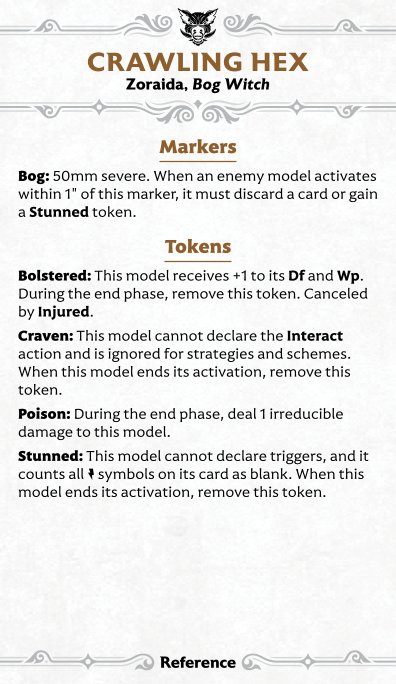 CRAWLING HEX
Zoraida, Bog Witch
Markers
Bog: 50mm severe. When an enemy model activates
within 1" of this marker, it must discard a card or gain
a Stunned token.
Tokens
Bolstered: This model receives +1 to its Df and Wp.
During the end phase, remove this token. Canceled
by Injured.
Craven: This model cannot declare the Interact
action and is ignored for strategies and schemes.
When this model ends its activation, remove this
token.
Poison: During the end phase, deal 1 irreducible
damage to this model.
Stunned: This model cannot declare triggers, and it
counts all symbols on its card as blank. When this
model ends its activation, remove this token.
Reference